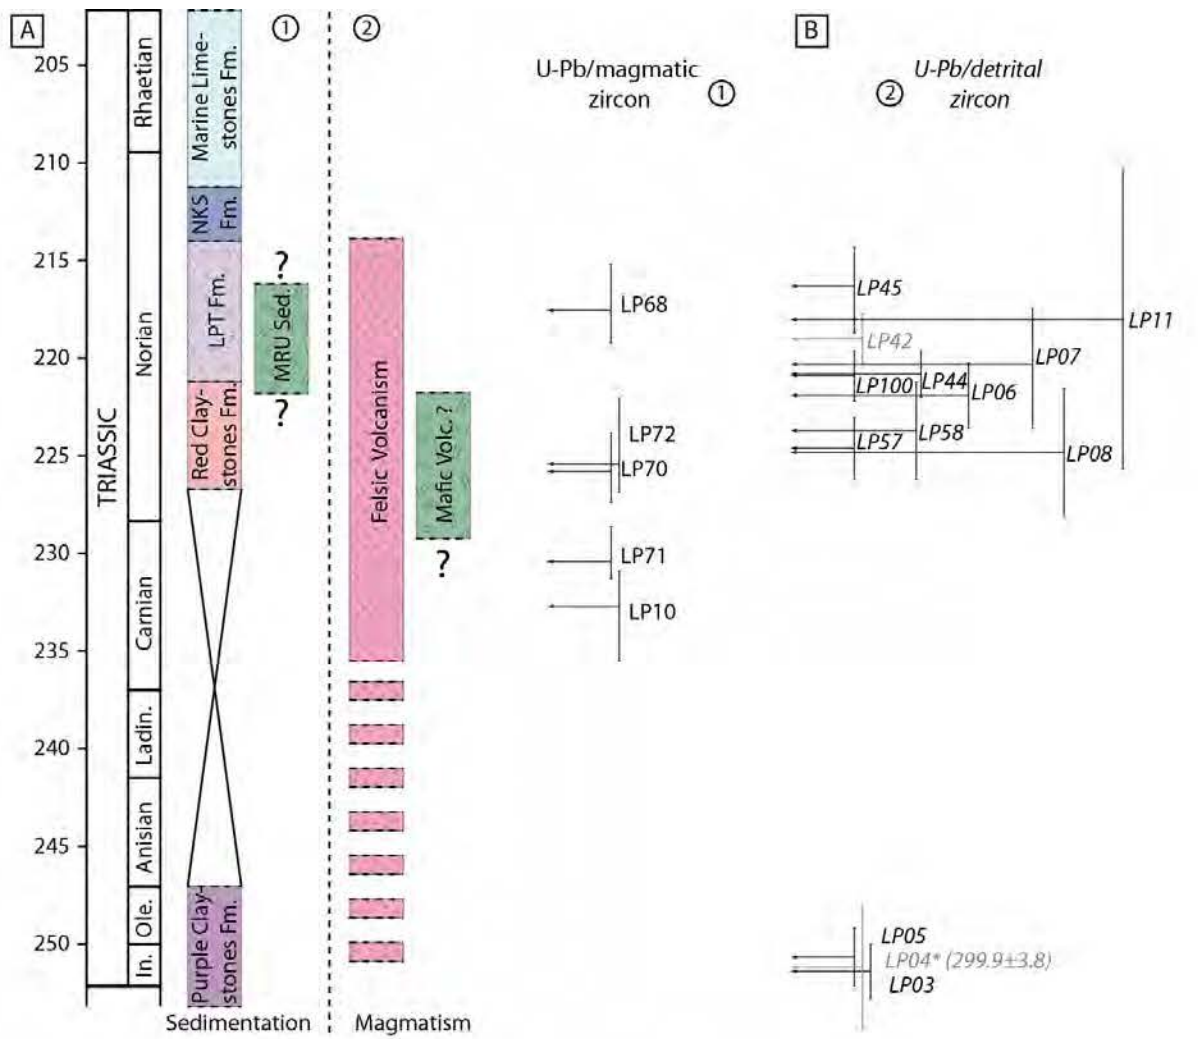 A
1
2
B
205
210
215
220
225
230
235
240
245
250
TRIASSIC
Rhaetian
Norian
Carnian
Ladin.
Anisian
Ole.
In.
Marine Lime-
stones Fm.
NKS
Fm.
LPT Fm.
Red Clay-
stones Fm.
Purple Clay-
stones Fm.
?
MRU Sed.
?
Felsic Volcanism
Mafic Volc.?
?
Sedimentation
Magmatism
U-Pb/magmatic
zircon 1
LP68
LP72
LP70
LP71
LP10
U-Pb/detrital
2 zircon
LP45
LP11
LP42
LP07
LP100
LP44
LP06
LP58
LP57
LP08
LP05
LP04* (299.9±3.8)
LP03